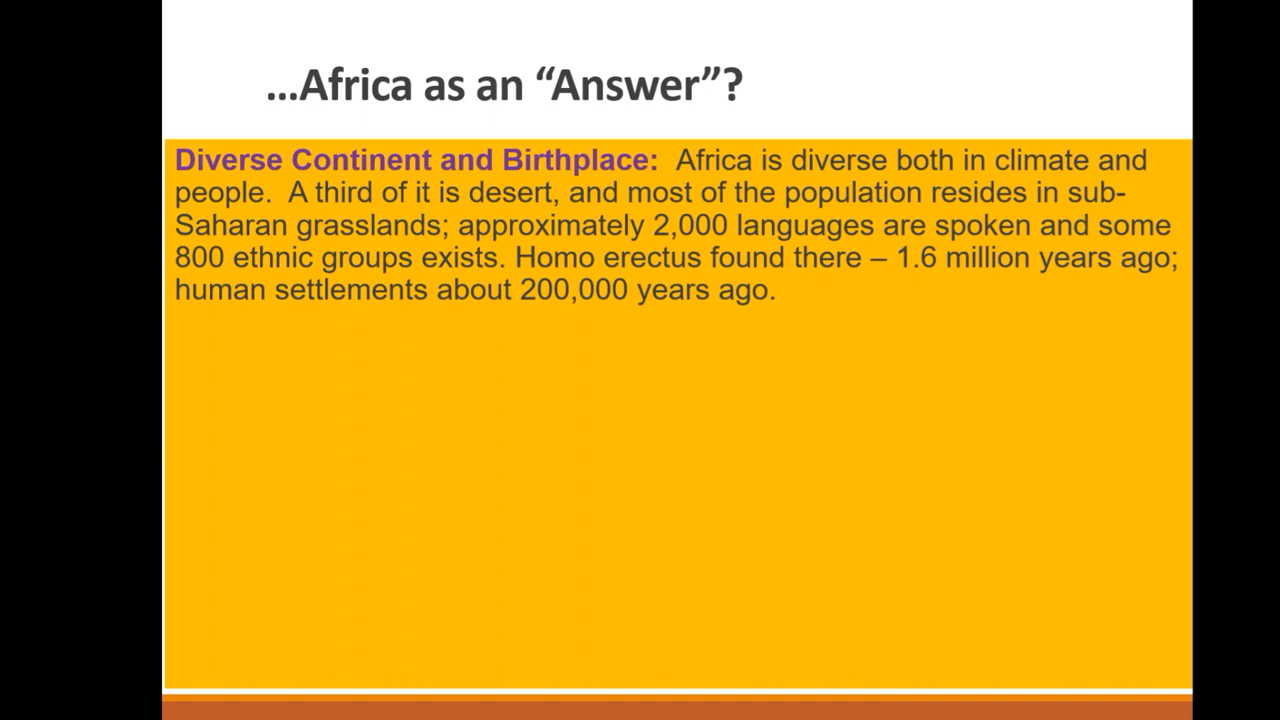 ...Africa as an “Answer”?
Diverse Continent and Birthplace:  Africa is diverse both in climate and
people.  A third of it is desert, and most of the population resides in sub-
Saharan grasslands; approximately 2,000 languages are spoken and some
800 ethnic groups exists. Homo erectus found there – 1.6 million years ago;
human settlements about 200,000 years ago.